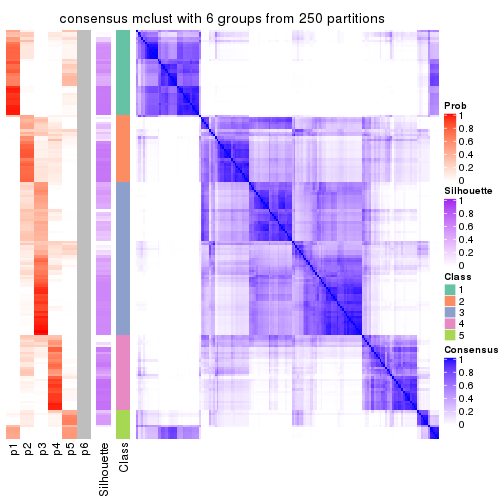 consensus mclust with 6 groups from 250 partitions
Prob
1
0.8
0.6
0.4
0.2
0
Silhouette
1
0.8
0.6
0.4
0.2
0
Class
1
2
3
4
5
Consensus
1
0.8
0.6
0.4
0.2
0
p1
p2
p3
p4
p5
p6
Silhouette
Class